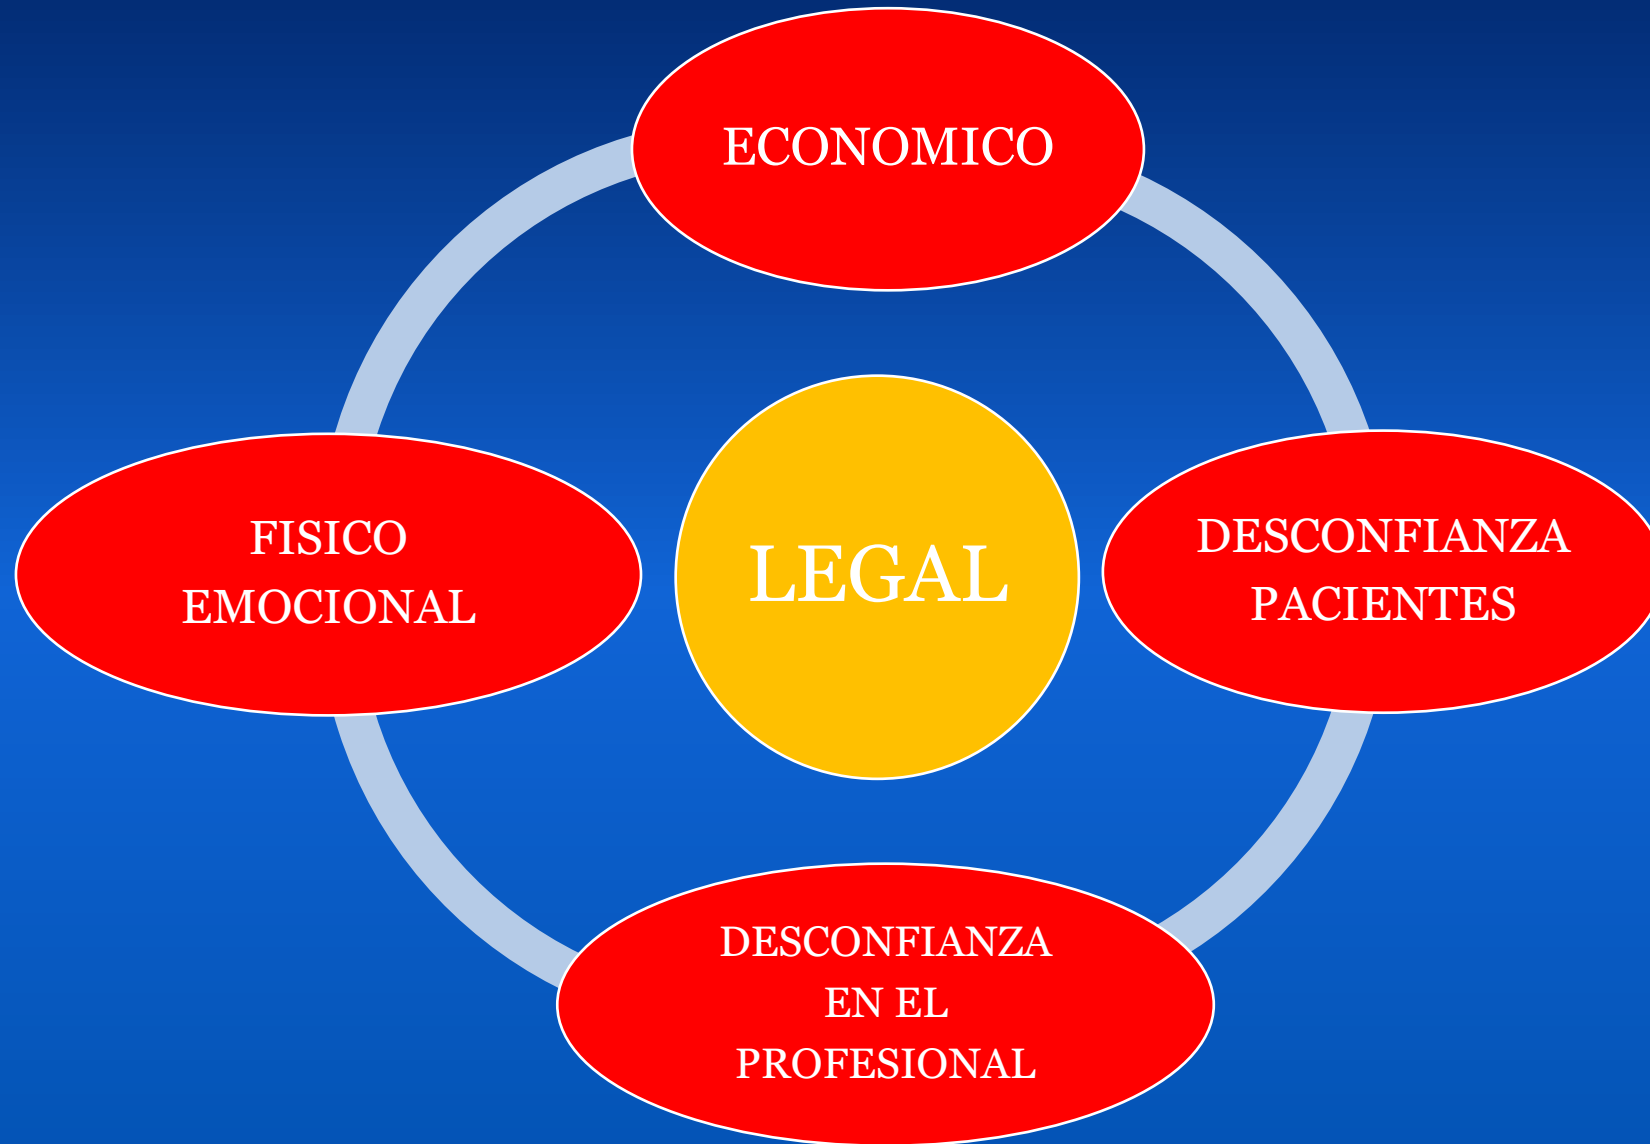 ECONOMICO
FISICO
EMOCIONAL
LEGAL
DESCONFIANZA
PACIENTES
DESCONFIANZA
EN EL
PROFESIONAL